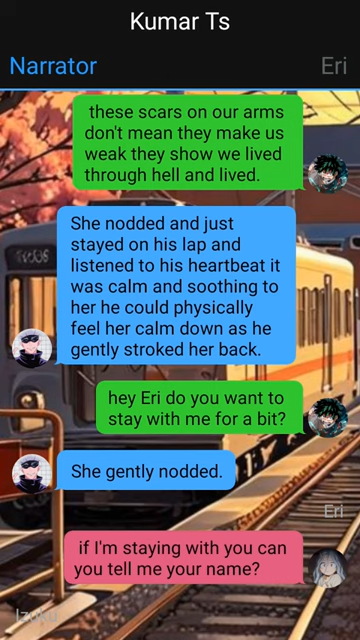 Kumar Ts
Narrator Eri
these scars on our arms
don't mean they make us
weak they show we lived
through hell and lived.
She nodded and just
stayed on his lap and
listened to his heartbeat it
was calm and soothing to
her he could physically
feel her calm down as he
gently stroked her back.
hey Eri do you want to
stay with me for a bit?
She gently nodded.
Eri
if I'm staying with you can
you tell me your name?
Izuku